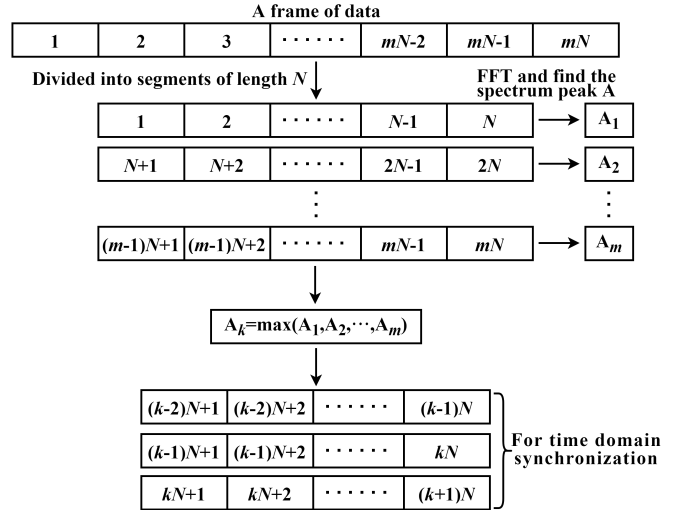 A frame of data
1 2 3 ······ mN-2 mN-1 mN
Divided into segments of length N
FFT and find the
spectrum peak A
1 2 ······ N-1 N A₁
N+1 N+2 ······ 2N-1 2N A₂
(m-1)N+1 (m-1)N+2 ······ mN-1 mN Aₘ
Aₖ=max(A₁,A₂,···,Aₘ)
(k-2)N+1 (k-2)N+2 ······ (k-1)N
(k-1)N+1 (k-1)N+2 ······ kN
kN+1 kN+2 ······ (k+1)N
For time domain
synchronization